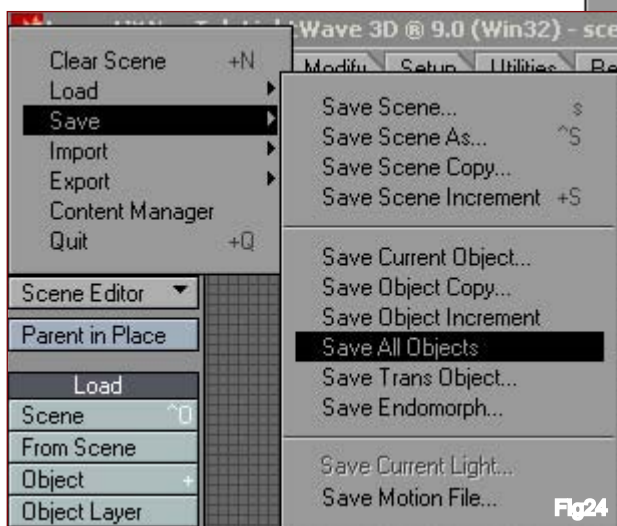 Wave 3D ® 9.0 (Win32) - sce
Modify Setup Utilities
Clear Scene +N
Load
Save
Import
Export
Content Manager
Quit +Q
Save Scene... s
Save Scene As... ^S
Save Scene Copy...
Save Scene Increment +S
Save Current Object...
Save Object Copy...
Save Object Increment
Save All Objects
Save Trans Object...
Save Endomorph...
Save Current Light...
Save Motion File...
Scene Editor
Parent in Place
Load
Scene ^O
From Scene
Object +
Object Layer
Fig24